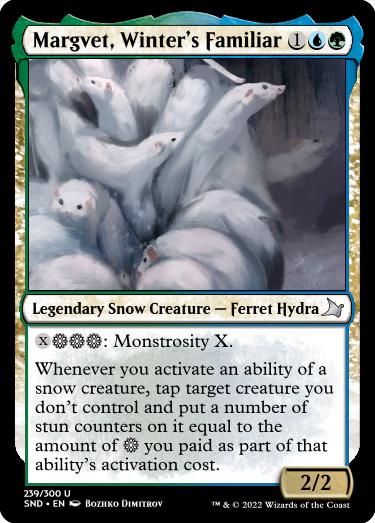 Margvet, Winter's Familiar 1
Legendary Snow Creature — Ferret Hydra
X: Monstrosity X.
Whenever you activate an ability of a
snow creature, tap target creature you
don't control and put a number of
stun counters on it equal to the
amount of you paid as part of that
ability's activation cost.
2/2
239/300 U
SND • EN Bozhko Dimitrov
™ & © 2022 Wizards of the Coast